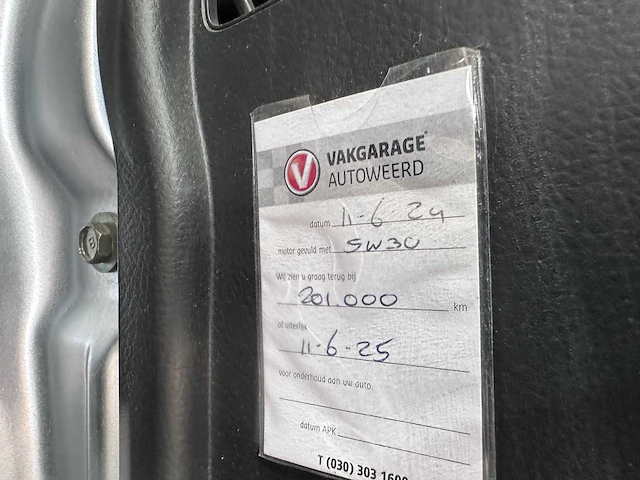 VAKGARAGE
AUTOWEERD
datum 11-6-24
motor gevuld met 5W30
Wij zien u graag terug bij
201.000 km
of uiterlijk
11-6-25
voor onderhoud aan uw auto.
datum APK
T (030) 303 1600